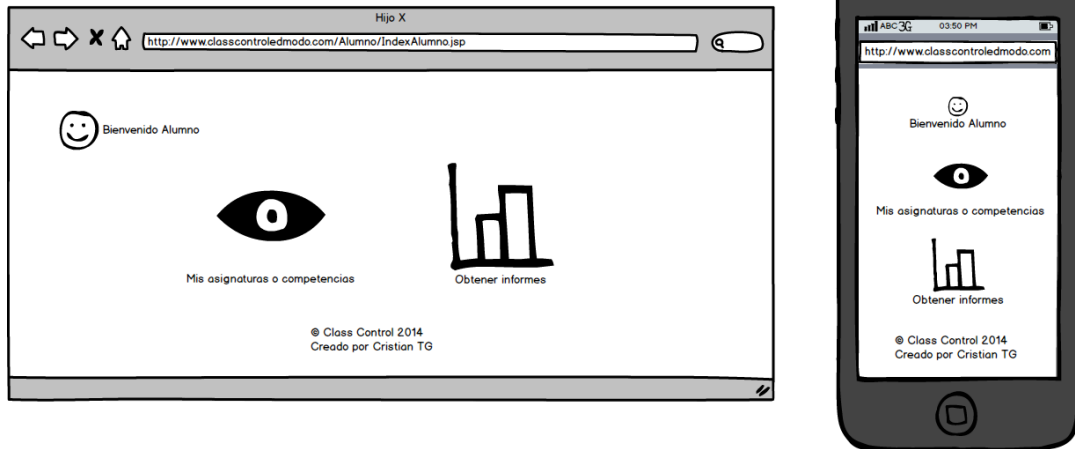 Hijo X
http://www.classcontroledmodo.com/Alumno/IndexAlumno.jsp
Bienvenido Alumno
Mis asignaturas o competencias
Obtener informes
© Class Control 2014
Creado por Cristian TG
ABC 3G 03:50 PM
http://www.classcontroledmodo.com
Bienvenido Alumno
Mis asignaturas o competencias
Obtener informes
© Class Control 2014
Creado por Cristian TG